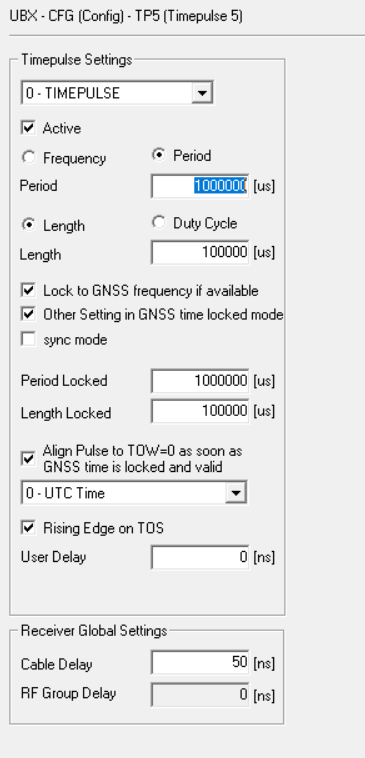 UBX - CFG (Config) - TP5 (Timepulse 5)
Timepulse Settings
0 - TIMEPULSE
Active
Frequency Period
Period 1000000 [us]
Length Duty Cycle
Length 100000 [us]
Lock to GNSS frequency if available
Other Setting in GNSS time locked mode
sync mode
Period Locked 1000000 [us]
Length Locked 100000 [us]
Align Pulse to TOW=0 as soon as
GNSS time is locked and valid
0 - UTC Time
Rising Edge on TOS
User Delay 0 [ns]
Receiver Global Settings
Cable Delay 50 [ns]
RF Group Delay 0 [ns]